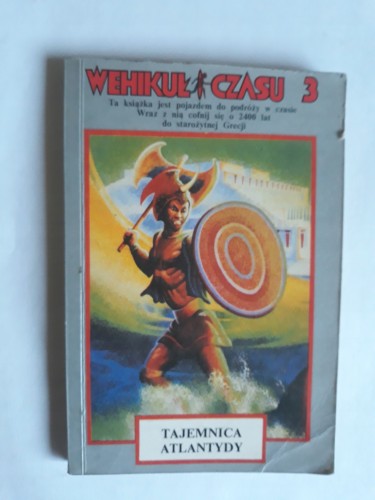 WEHIKUŁ CZASU 3
Ta książka jest pojazdem do podróży w czasie
Wraz z nią cofnij się o 2400 lat
do starożytnej Grecji
TAJEMNICA
ATLANTYDY